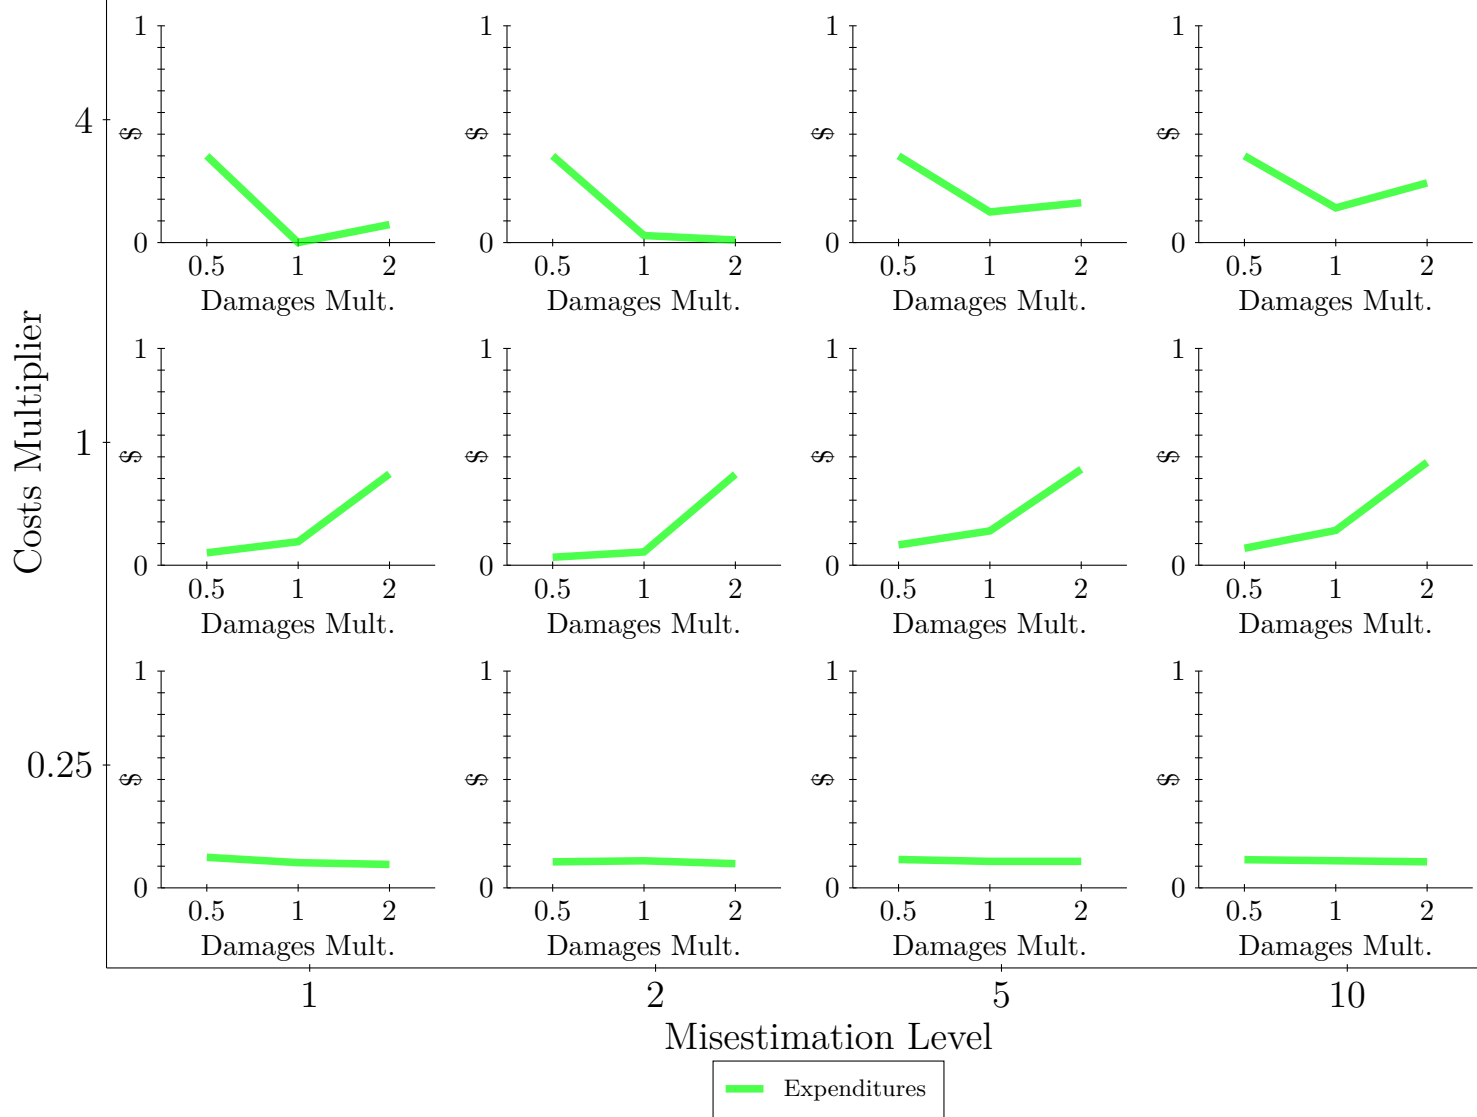 1 1 1 1
4 $ $ $ $
0 0 0 0
0.5 1 2 0.5 1 2 0.5 1 2 0.5 1 2
Damages Mult. Damages Mult. Damages Mult. Damages Mult.
Costs Multiplier
1 1 1 1
1 $ $ $ $
0 0 0 0
0.5 1 2 0.5 1 2 0.5 1 2 0.5 1 2
Damages Mult. Damages Mult. Damages Mult. Damages Mult.
1 1 1 1
0.25 $ $ $ $
0 0 0 0
0.5 1 2 0.5 1 2 0.5 1 2 0.5 1 2
Damages Mult. Damages Mult. Damages Mult. Damages Mult.
1 2 5 10
Misestimation Level
Expenditures